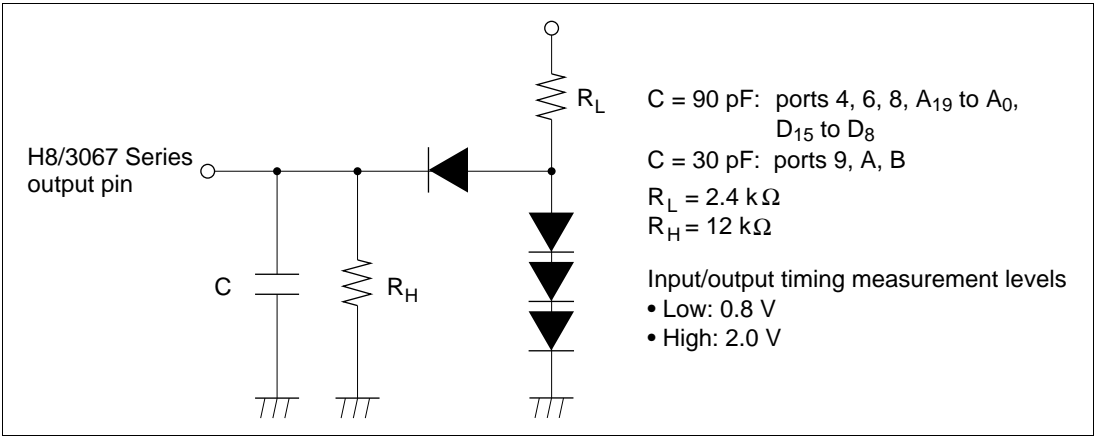 H8/3067 Series
output pin
C
R_H
R_L
C = 90 pF: ports 4, 6, 8, A₁₉ to A₀,
D₁₅ to D₈
C = 30 pF: ports 9, A, B
R_L = 2.4 kΩ
R_H = 12 kΩ
Input/output timing measurement levels
• Low: 0.8 V
• High: 2.0 V